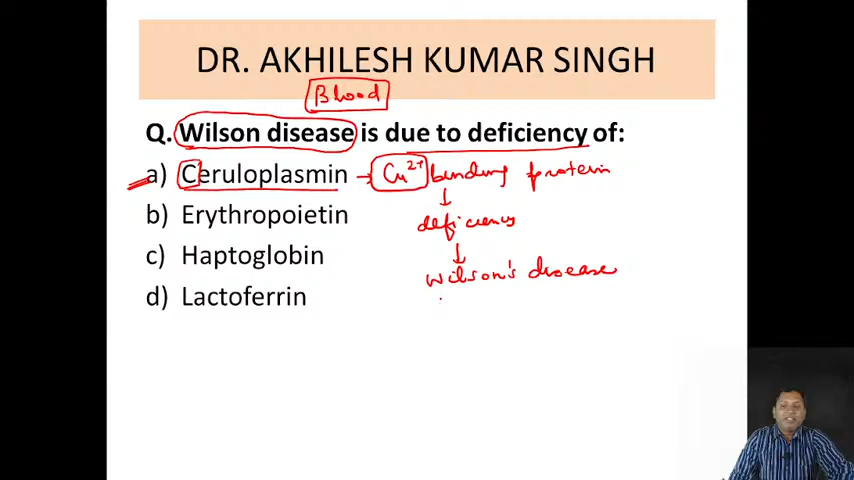 DR. AKHILESH KUMAR SINGH
Blood
Q. Wilson disease is due to deficiency of:
a) Ceruloplasmin → Cu²⁺ binding protein
↓
b) Erythropoietin deficiency
↓
c) Haptoglobin Wilson's disease
d) Lactoferrin